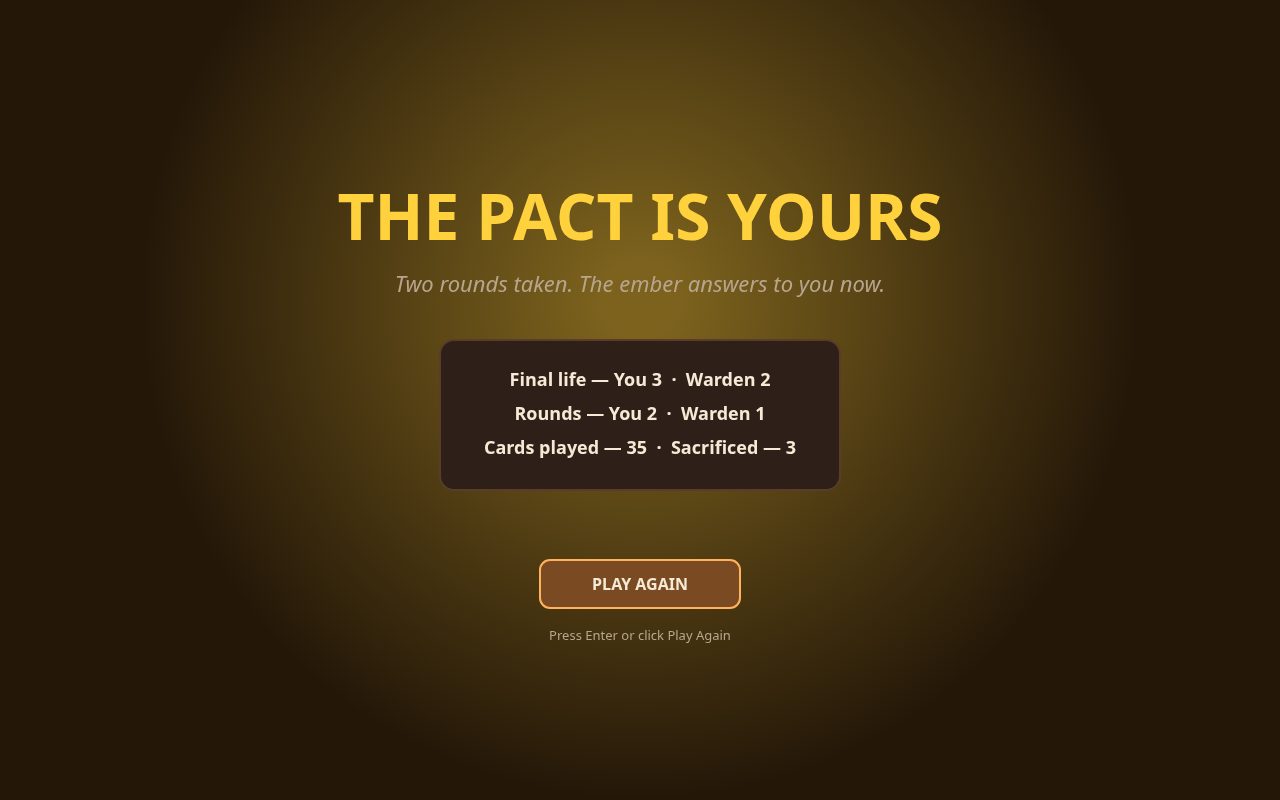 THE PACT IS YOURS
Two rounds taken. The ember answers to you now.
Final life — You 3 · Warden 2
Rounds — You 2 · Warden 1
Cards played — 35 · Sacrificed — 3
PLAY AGAIN
Press Enter or click Play Again